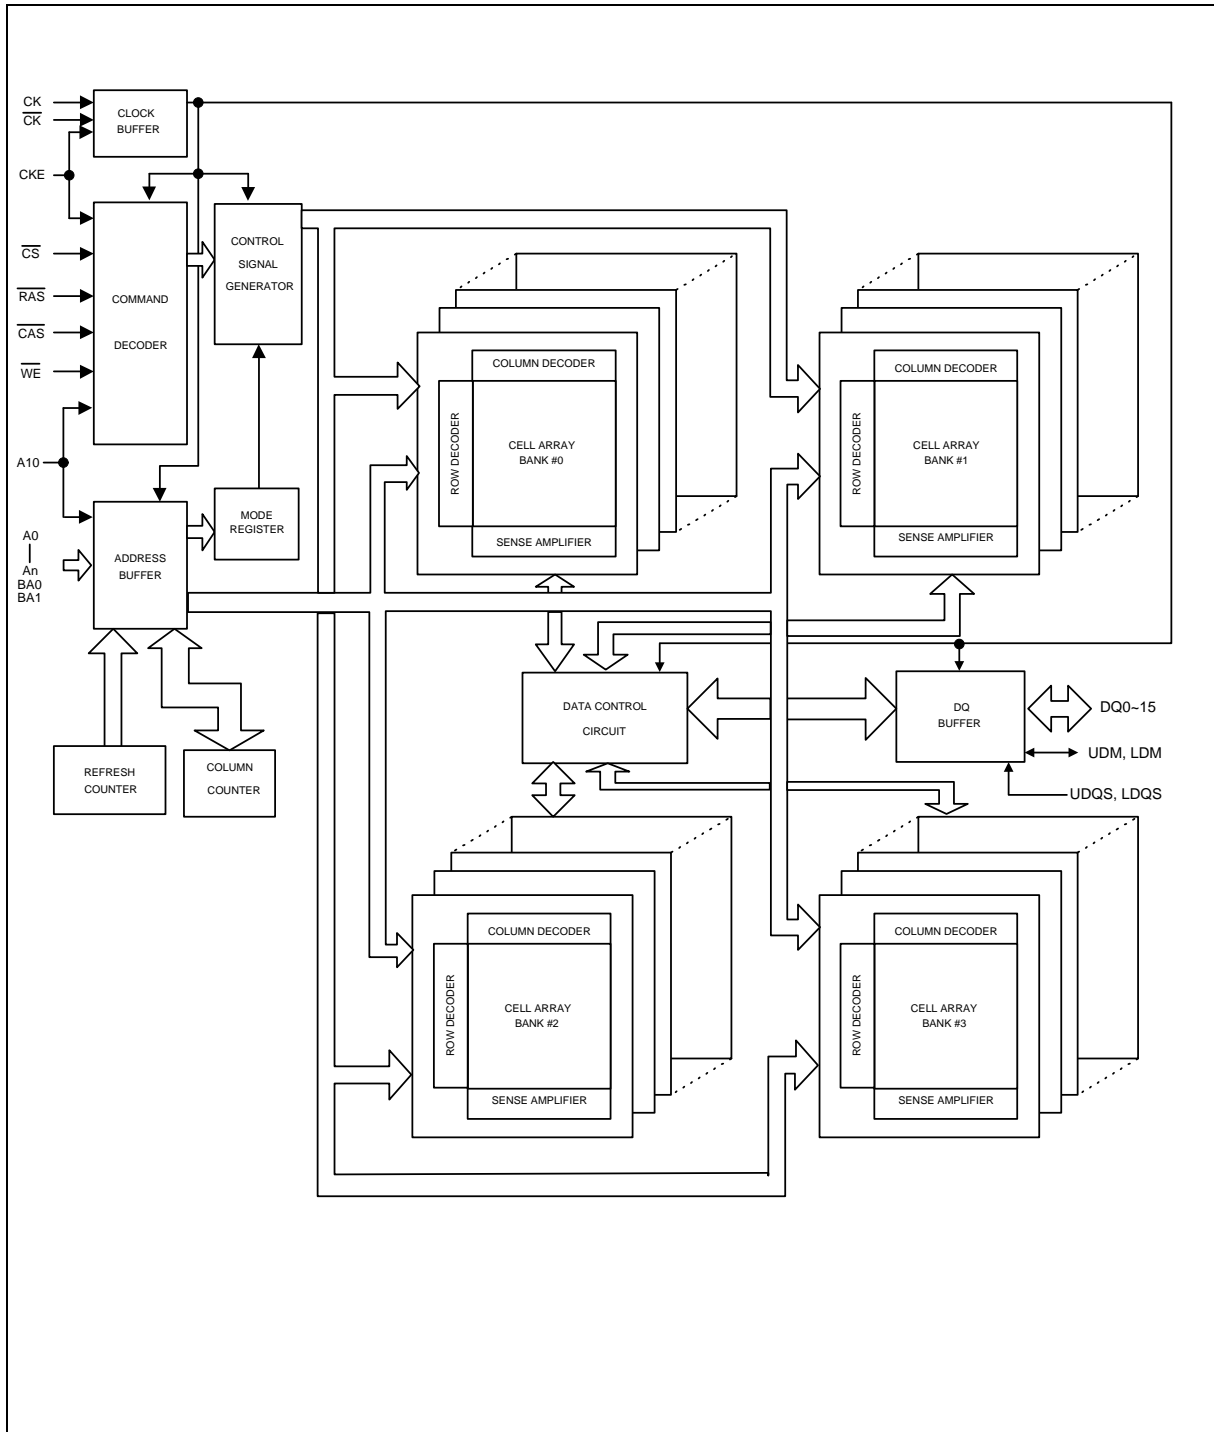 CK
CK
CLOCK
BUFFER
CKE
CS
RAS
CAS
WE
COMMAND
DECODER
CONTROL
SIGNAL
GENERATOR
A10
A0
An
BA0
BA1
ADDRESS
BUFFER
MODE
REGISTER
REFRESH
COUNTER
COLUMN
COUNTER
COLUMN DECODER
ROW DECODER
CELL ARRAY
BANK #0
SENSE AMPLIFIER
COLUMN DECODER
ROW DECODER
CELL ARRAY
BANK #1
SENSE AMPLIFIER
DATA CONTROL
CIRCUIT
DQ
BUFFER
DQ0~15
UDM, LDM
UDQS, LDQS
COLUMN DECODER
ROW DECODER
CELL ARRAY
BANK #2
SENSE AMPLIFIER
COLUMN DECODER
ROW DECODER
CELL ARRAY
BANK #3
SENSE AMPLIFIER